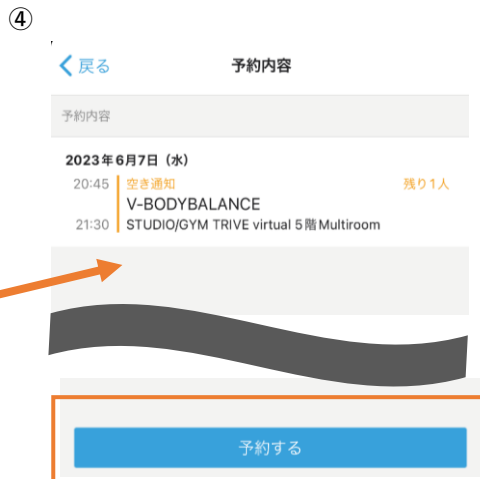 ④
戻る 予約内容
予約内容
2023年6月7日（水）
20:45 空き通知 残り1人
V-BODYBALANCE
21:30 STUDIO/GYM TRIVE virtual 5階Multiroom
予約する